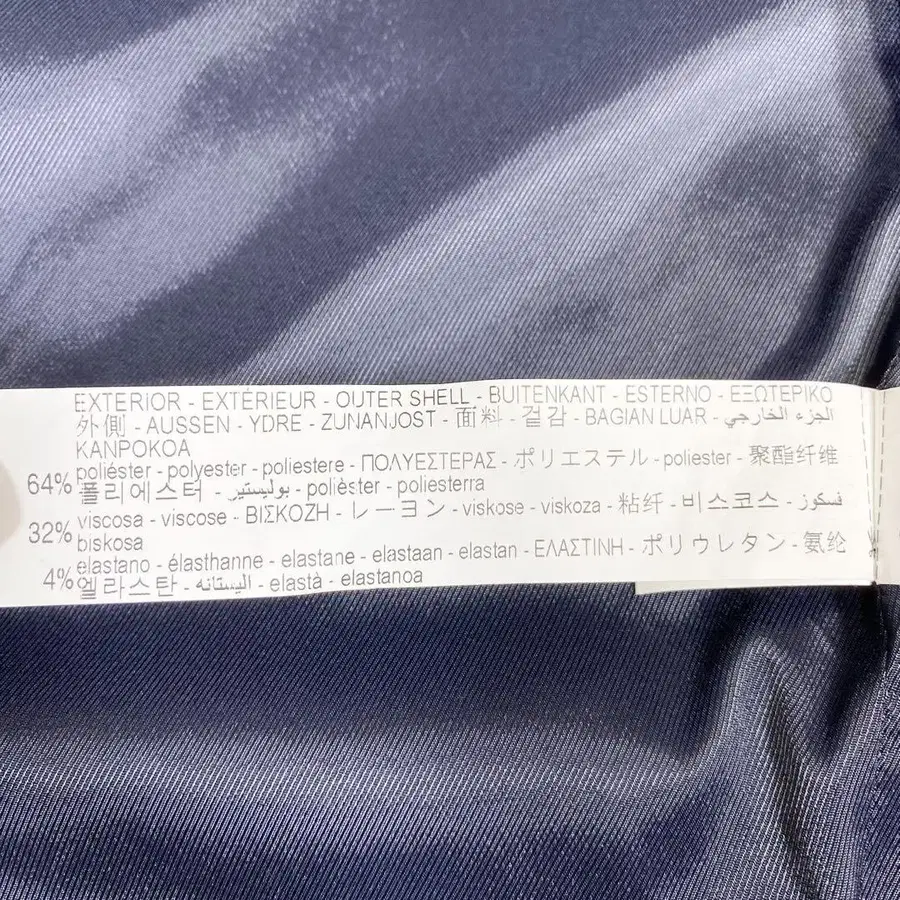 EXTERIOR - EXTÉRIEUR - OUTER SHELL - BUITENKANT - ESTERNO - ΕΞΩΤΕΡΙΚΟ
外側 - AUSSEN - YDRE - ZUNANJOST - 面料 - 겉감 - BAGIAN LUAR - الجزء الخارجي
KANPOKOA
64% poliéster - polyester - poliestere - ΠΟΛΥΕΣΤΕΡΑΣ - ポリエステル - poliester - 聚酯纤维
폴리에스터 - بوليستير - polièster - poliesterra
32% viscosa - viscose - ΒΙΣΚΟΖΗ - レーヨン - viskose - viskoza - 粘纤 - 비스코스 - فسكوز
biskosa
4% elastano - élasthanne - elastane - elastaan - elastan - ΕΛΑΣΤΙΝΗ - ポリウレタン - 氨纶
엘라스탄 - اليستانه - elastà - elastanoa